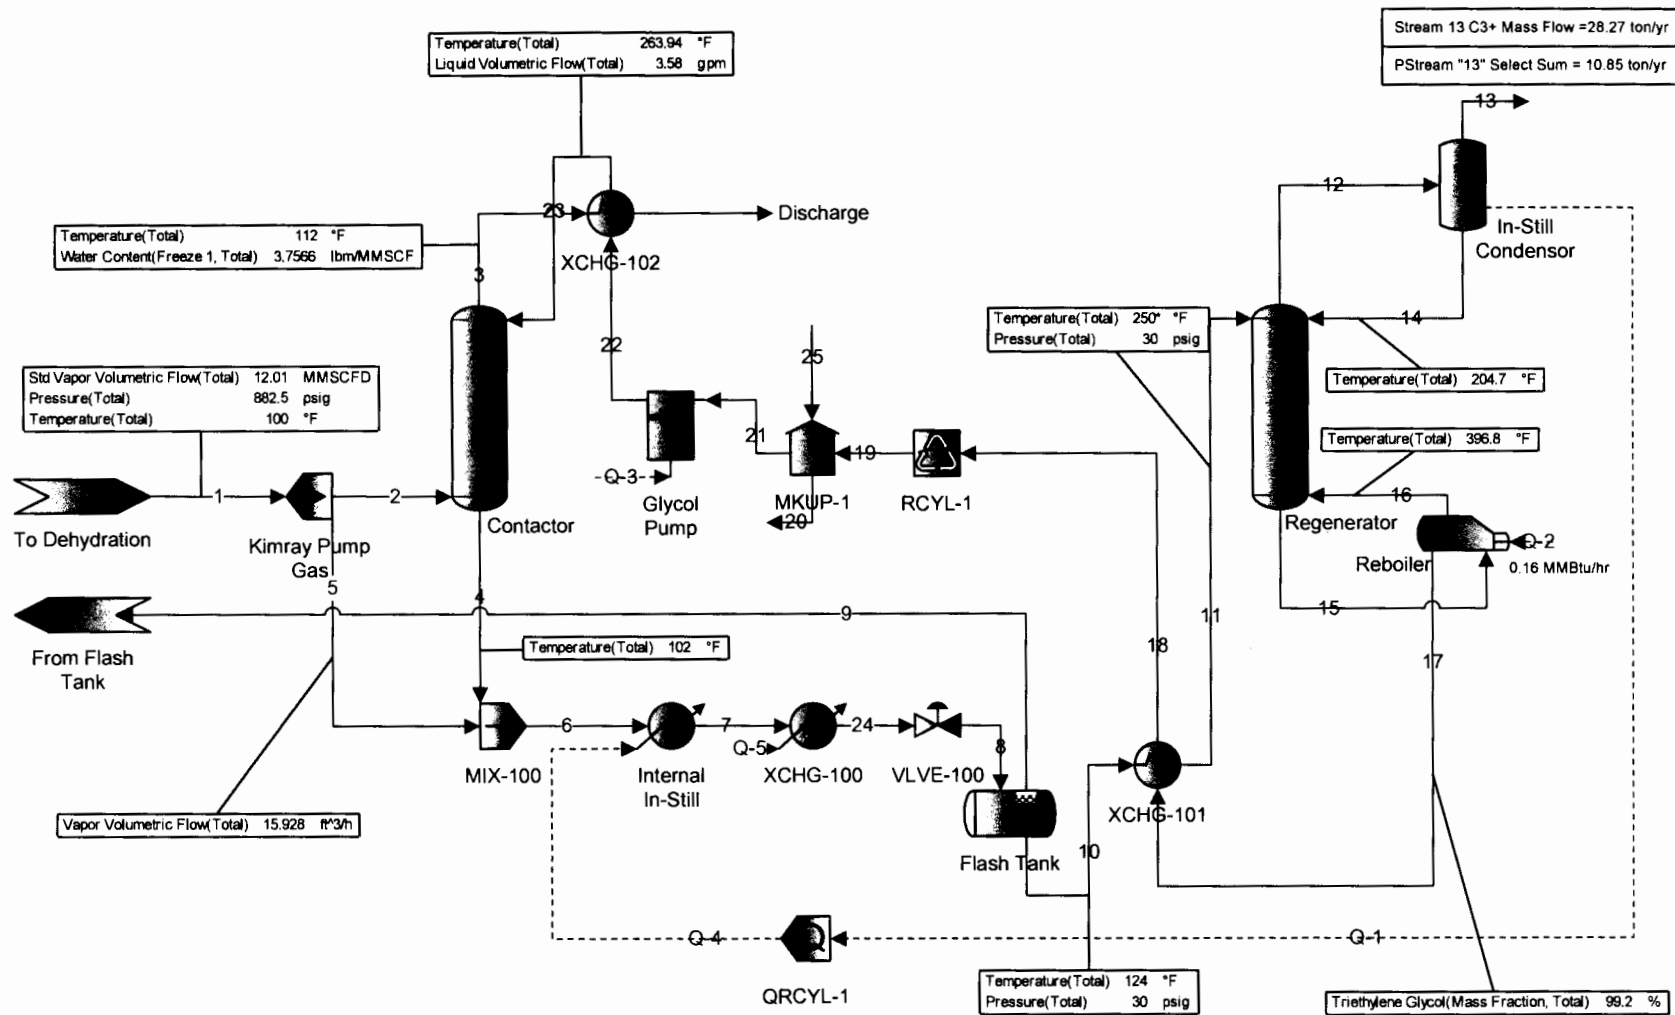 Stream 13 C3+ Mass Flow =28.27 ton/yr
PStream "13" Select Sum = 10.85 ton/yr
Temperature(Total) 263.94 °F
Liquid Volumetric Flow(Total) 3.58 gpm
13
12
In-Still
Condensor
23
Discharge
XCHG-102
Temperature(Total) 112 °F
Water Content(Freeze 1, Total) 3.7566 lbm/MMSCF
3
Temperature(Total) 250* °F
Pressure(Total) 30 psig
14
22
25
Std Vapor Volumetric Flow(Total) 12.01 MMSCFD
Pressure(Total) 882.5 psig
Temperature(Total) 100 °F
Temperature(Total) 204.7 °F
21
19
Temperature(Total) 396.8 °F
Q-3
Glycol
Pump
MKUP-1
RCYL-1
20
1
2
16
To Dehydration
Kimray Pump
Gas
Contactor
Regenerator
Reboiler
Q-2
0.16 MMBtu/hr
5
4
9
11
15
From Flash
Tank
Temperature(Total) 102 °F
18
17
6
7
24
8
Q-5
MIX-100
Internal
In-Still
XCHG-100
VLVE-100
XCHG-101
Vapor Volumetric Flow(Total) 15.928 ft^3/h
10
Flash Tank
Q-4
Q-1
QRCYL-1
Temperature(Total) 124 °F
Pressure(Total) 30 psig
Triethylene Glycol(Mass Fraction, Total) 99.2 %